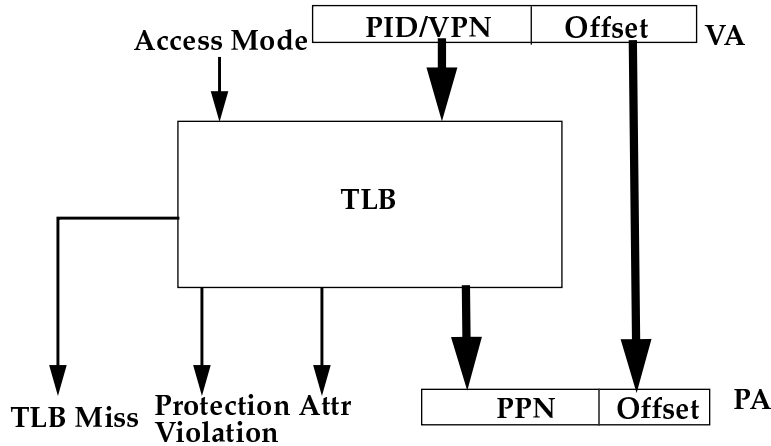 PID/VPN Offset VA
Access Mode
TLB
TLB Miss
Protection Violation
Attr
PPN Offset PA